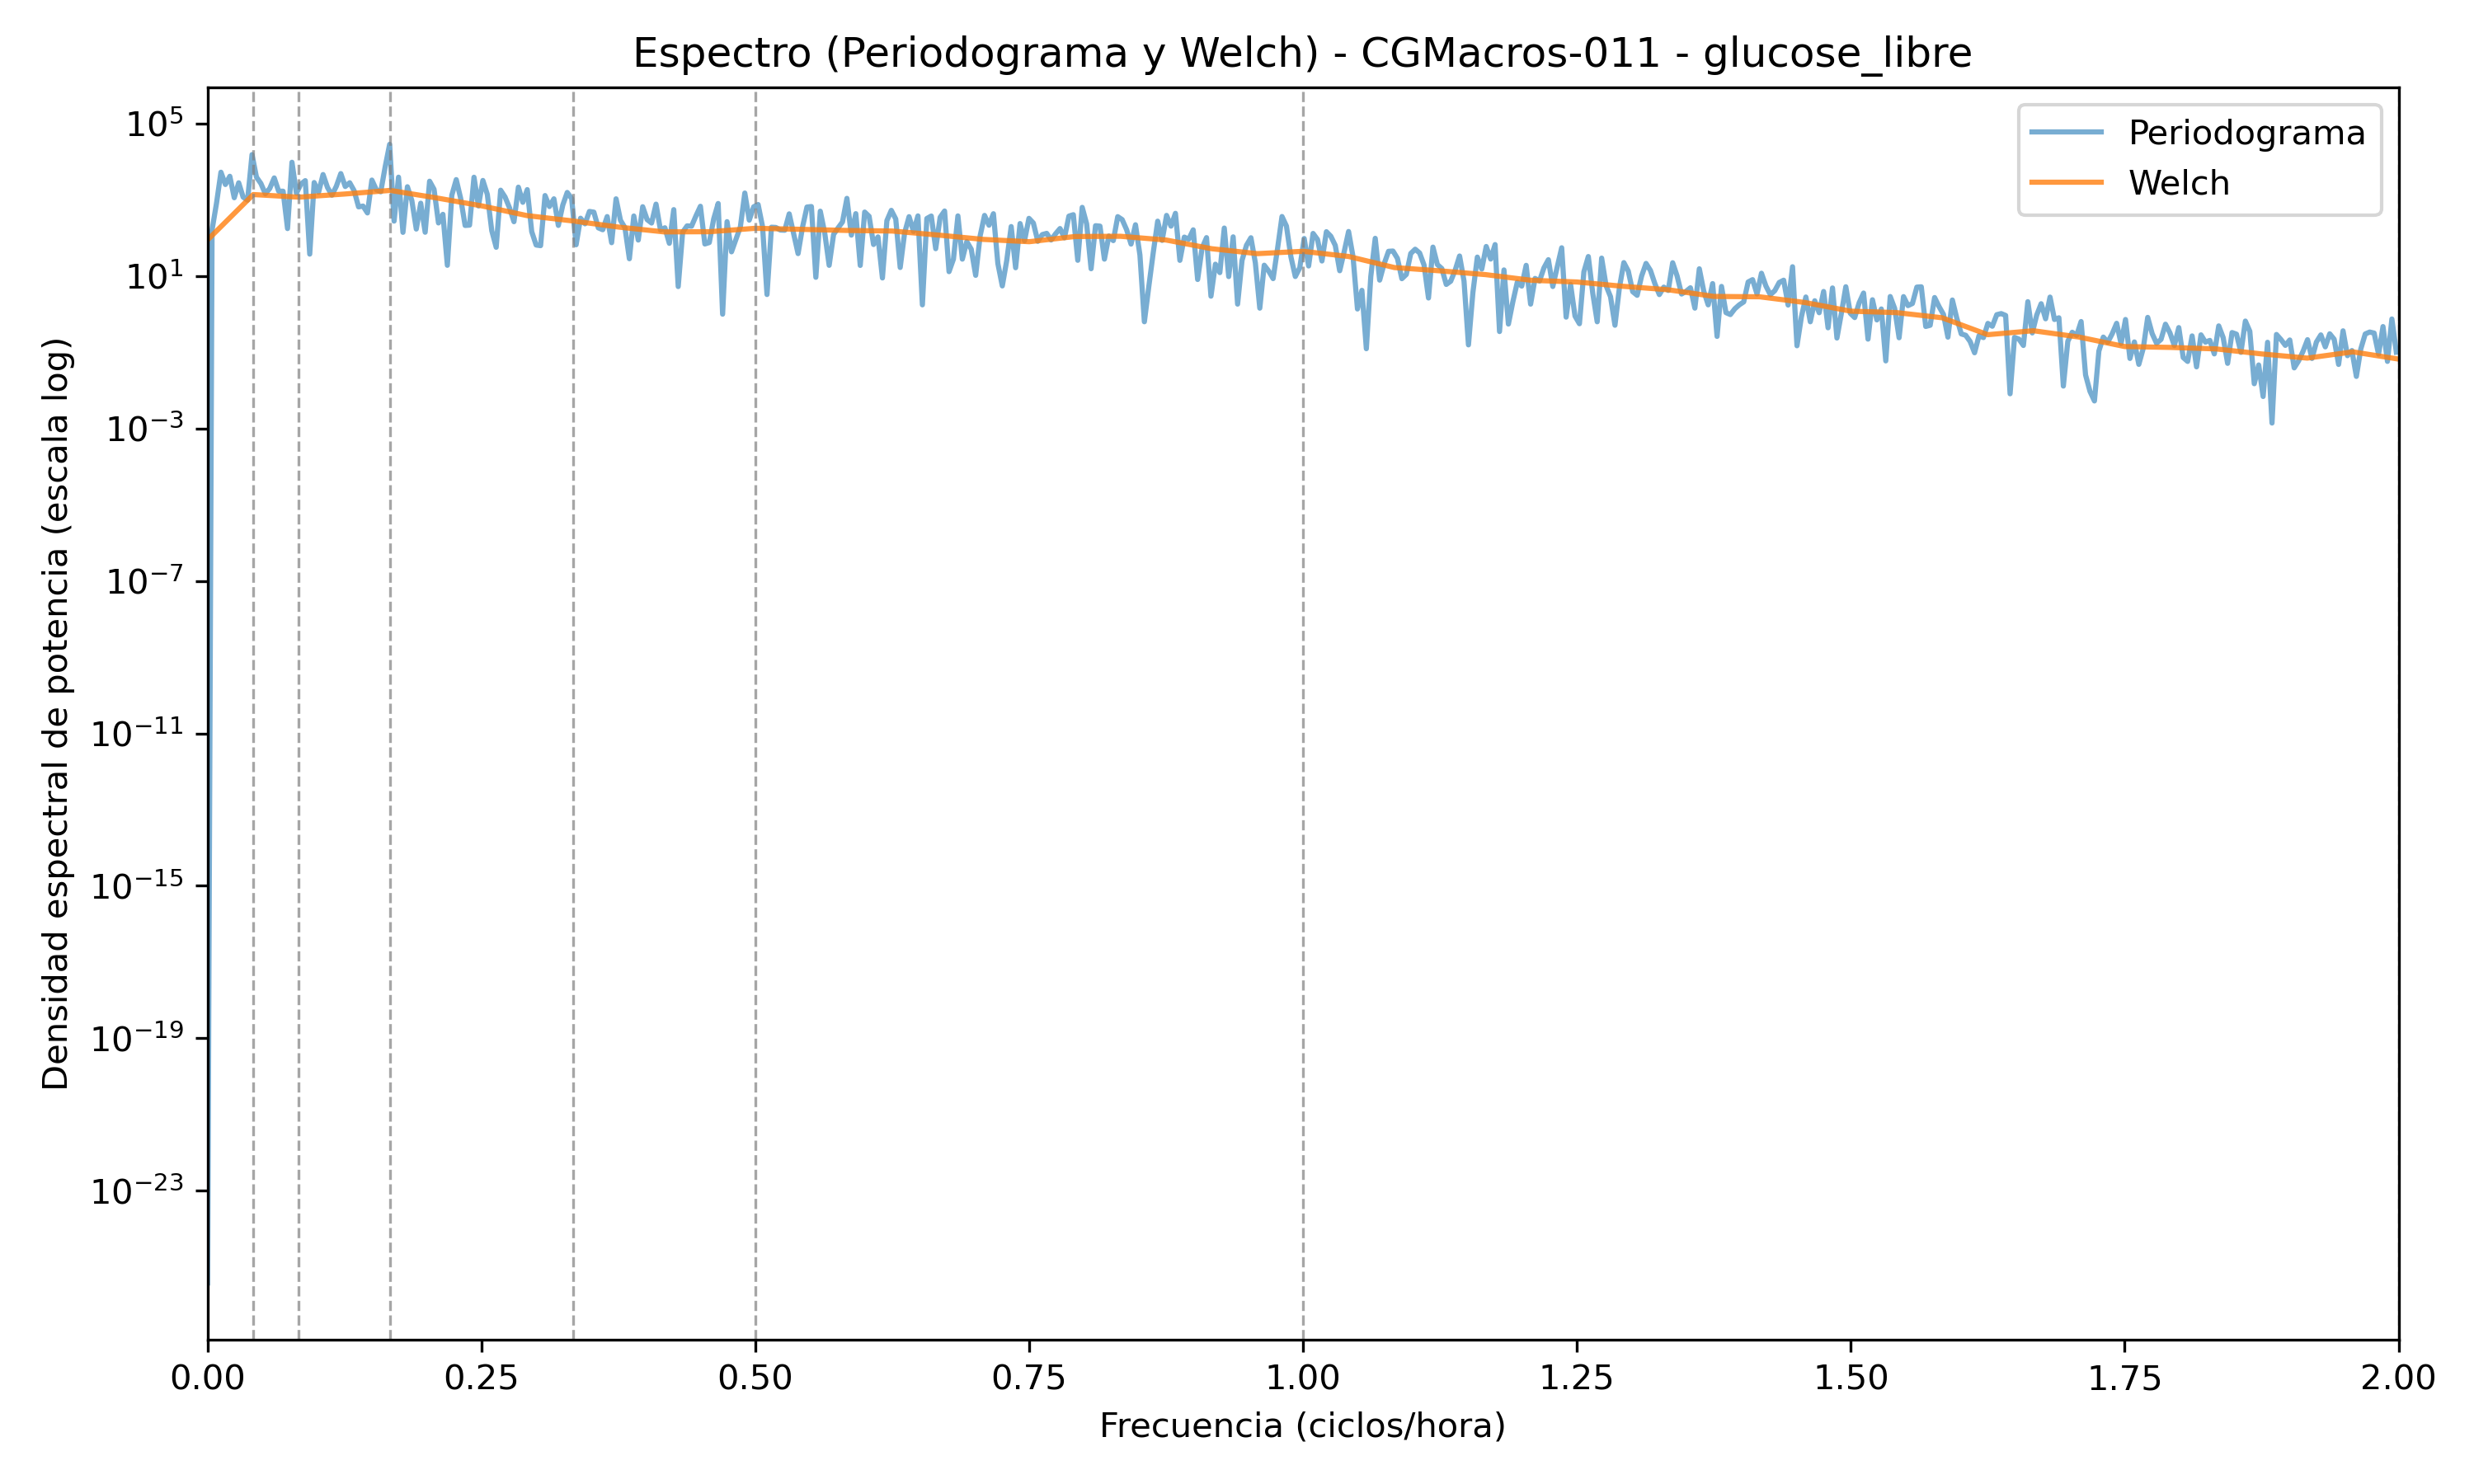 Espectro (Periodograma y Welch) - CGMacros-011 - glucose_libre
Periodograma
Welch
Densidad espectral de potencia (escala log)
10^5
10^1
10^−3
10^−7
10^−11
10^−15
10^−19
10^−23
0.00 0.25 0.50 0.75 1.00 1.25 1.50 1.75 2.00
Frecuencia (ciclos/hora)